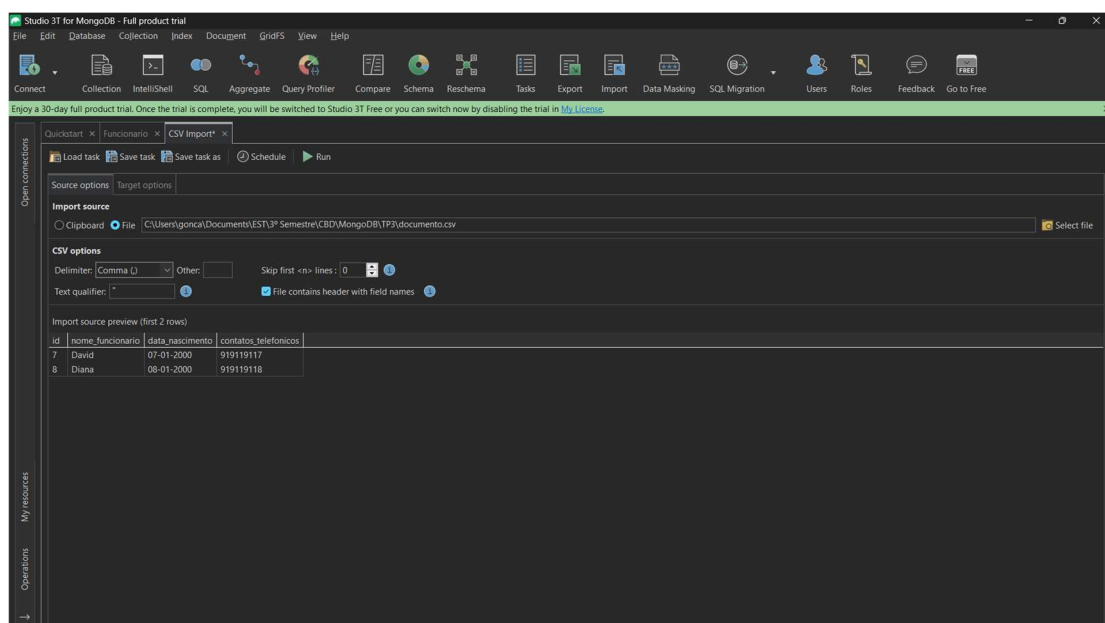 Studio 3T for MongoDB - Full product trial
File Edit Database Collection Index Document GridFS View Help
Connect Collection IntelliShell SQL Aggregate Query Profiler Compare Schema Reschema Tasks Export Import Data Masking SQL Migration Users Roles Feedback Go to Free
FREE
Enjoy a 30-day full product trial. Once the trial is complete, you will be switched to Studio 3T Free or you can switch now by disabling the trial in My License.
Open connections
Quickstart × Funcionario × CSV Import* ×
Load task Save task Save task as Schedule Run
Source options Target options
Import source
Clipboard File C:\Users\gonca\Documents\EST\3º Semestre\CBD\MongoDB\TP3\documento.csv Select file
CSV options
Delimiter: Comma (,) Other: Skip first <n> lines : 0
Text qualifier: " File contains header with field names
Import source preview (first 2 rows)
id nome_funcionario data_nascimento contatos_telefonicos
7 David 07-01-2000 919119117
8 Diana 08-01-2000 919119118
My resources
Operations